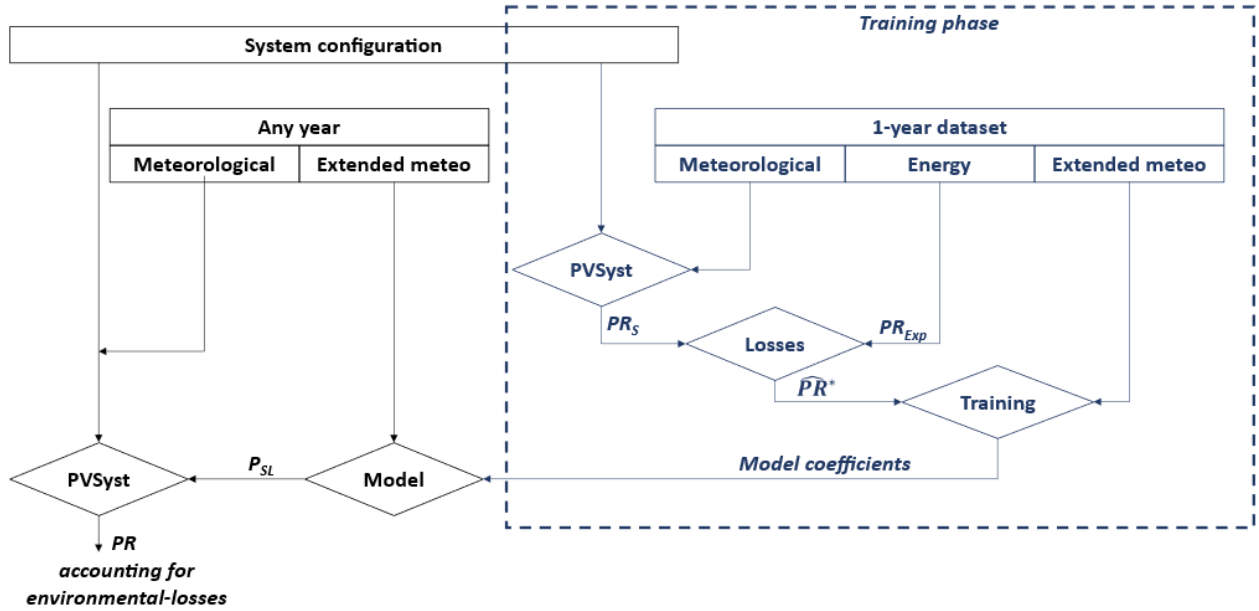 Training phase
System configuration
Any year
Meteorological
Extended meteo
1-year dataset
Meteorological
Energy
Extended meteo
PVSyst
PR_S
PR_Exp
Losses
\widehat{PR}^*
Training
Model coefficients
PVSyst
P_SL
Model
PR
accounting for
environmental-losses